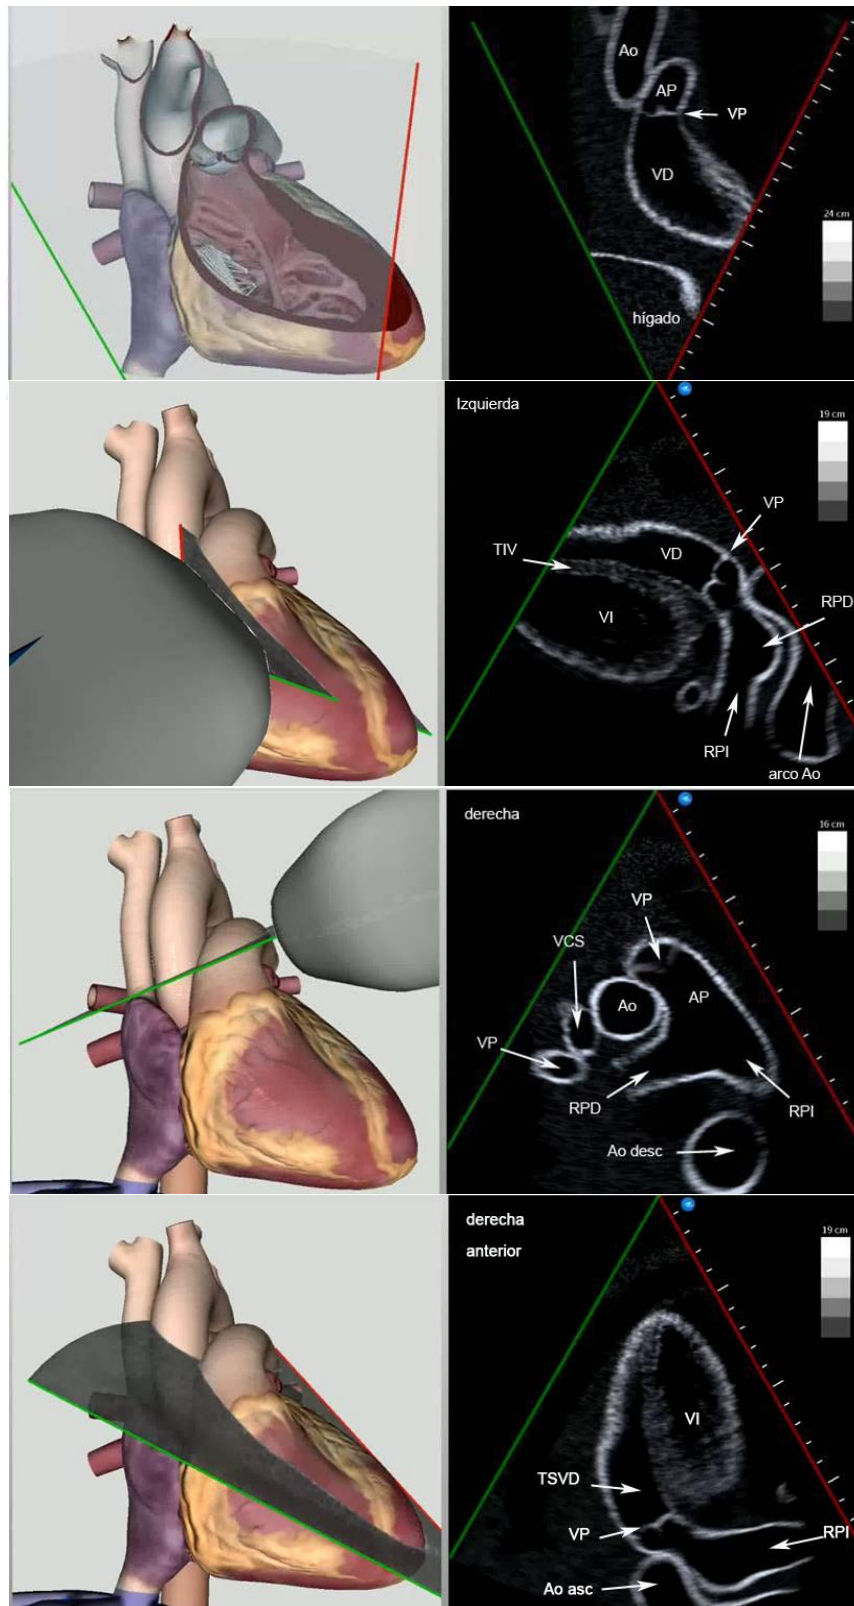 Ao
AP
VP
VD
24 cm
hígado
Izquierda
19 cm
VP
TIV
VD
RPD
VI
RPI
arco Ao
derecha
16 cm
VP
VCS
Ao
AP
VP
RPD
RPI
Ao desc
derecha
anterior
19 cm
VI
TSVD
VP
RPI
Ao asc